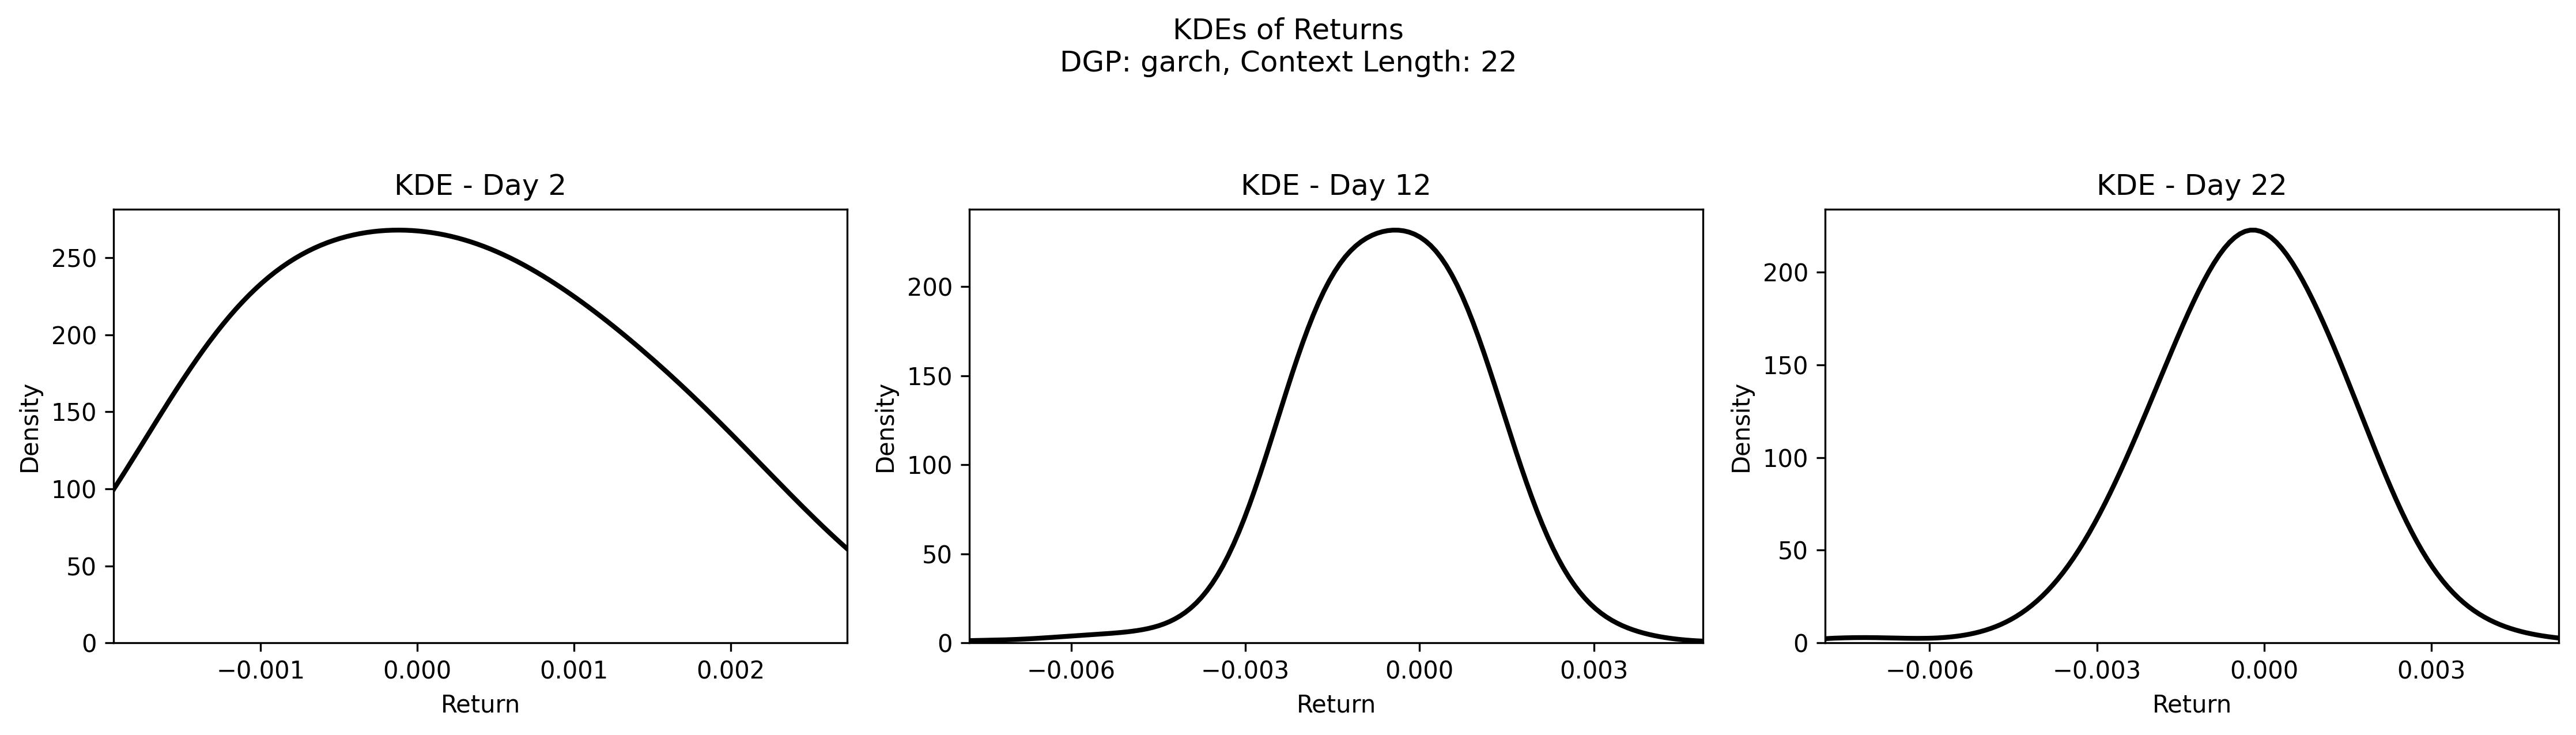 KDEs of Returns
DGP: garch, Context Length: 22
KDE - Day 2
250
200
150
100
50
0
Density
−0.001
0.000
0.001
0.002
Return
KDE - Day 12
200
150
100
50
0
Density
−0.006
−0.003
0.000
0.003
Return
KDE - Day 22
200
150
100
50
0
Density
−0.006
−0.003
0.000
0.003
Return